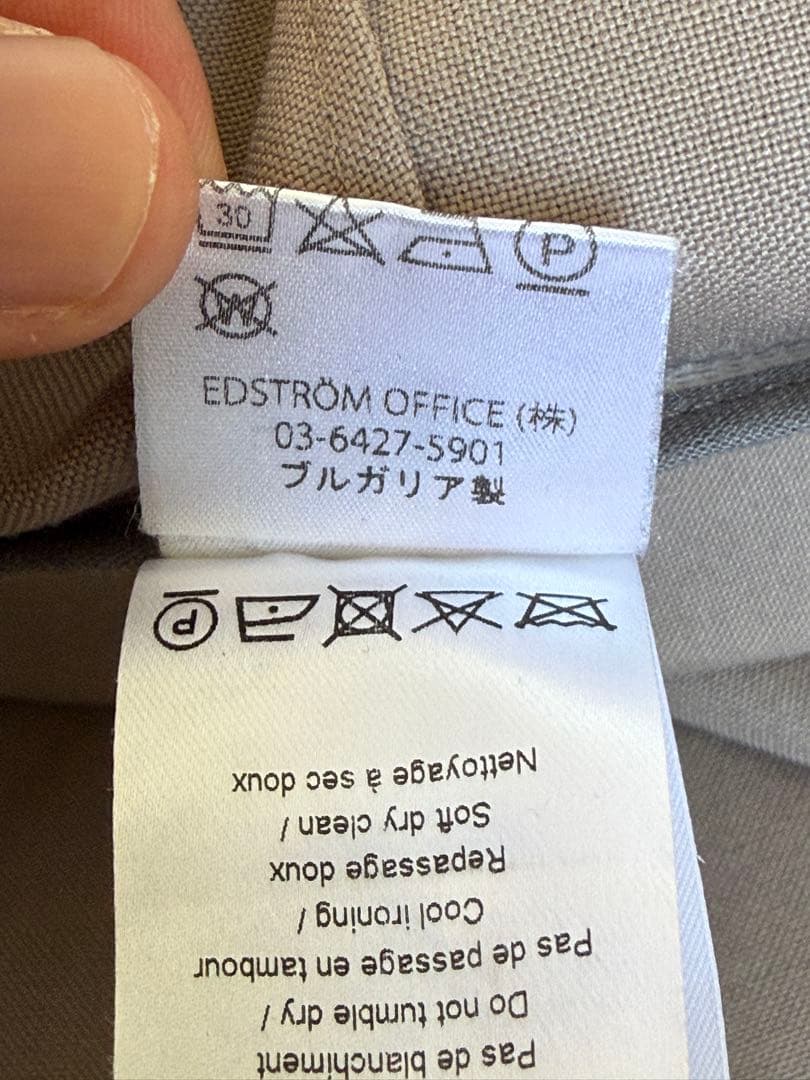 30
P
W
EDSTRÖM OFFICE (株)
03-6427-5901
ブルガリア製
Pas de blanchiment
Do not tumble dry /
Pas de passage en tambour
Cool ironing /
Repassage doux
Soft dry clean /
Nettoyage à sec doux
P